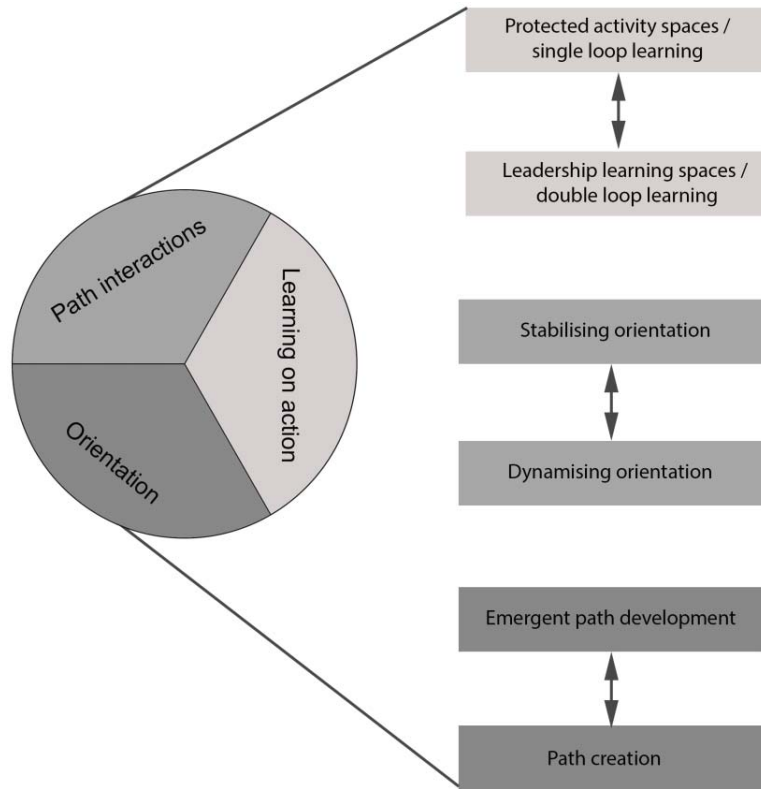 Protected activity spaces /
single loop learning
Leadership learning spaces /
double loop learning
Path interactions
Learning on action
Orientation
Stabilising orientation
Dynamising orientation
Emergent path development
Path creation